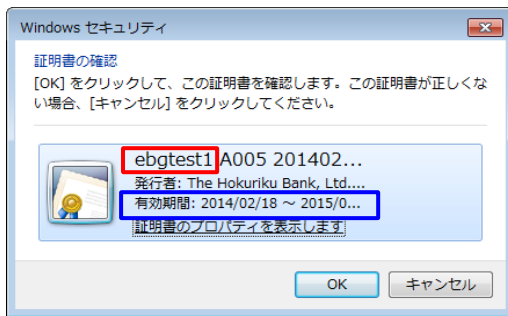 Windows セキュリティ
証明書の確認
[OK] をクリックして、この証明書を確認します。この証明書が正しくな
い場合、[キャンセル] をクリックしてください。
ebgtest1 A005 201402...
発行者: The Hokuriku Bank, Ltd....
有効期間: 2014/02/18 ～ 2015/0...
証明書のプロパティを表示します
OK キャンセル